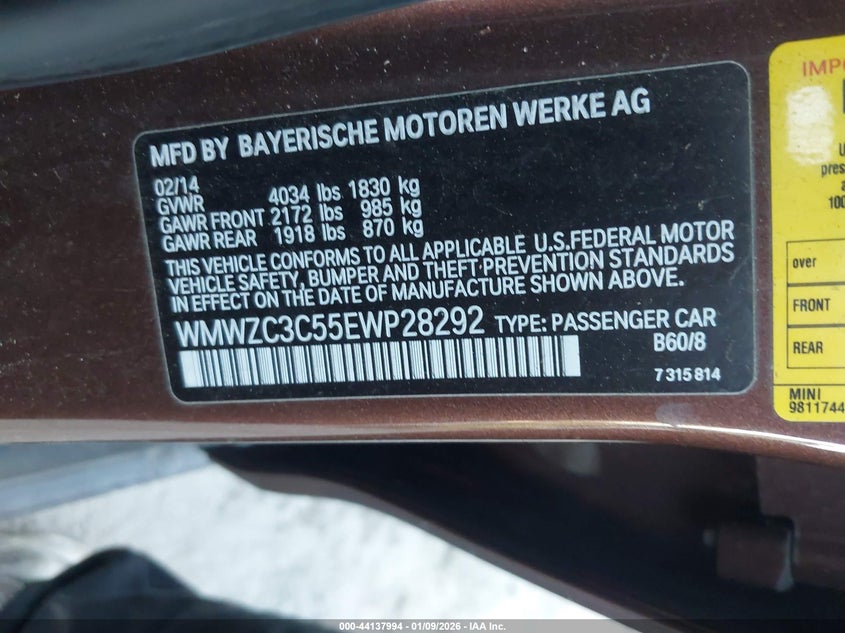 MFD BY BAYERISCHE MOTOREN WERKE AG
02/14
GVWR 4034 lbs 1830 kg
GAWR FRONT 2172 lbs 985 kg
GAWR REAR 1918 lbs 870 kg
THIS VEHICLE CONFORMS TO ALL APPLICABLE U.S.FEDERAL MOTOR
VEHICLE SAFETY, BUMPER AND THEFT PREVENTION STANDARDS
IN EFFECT ON THE DATE OF MANUFACTURE SHOWN ABOVE.
WMWZC3C55EWP28292 TYPE: PASSENGER CAR
B60/8
7 315 814
IMPO
U
pres
a
100
over
FRONT
REAR
MINI
9811744
000-44137994 | 01/09/2026 | IAA Inc.